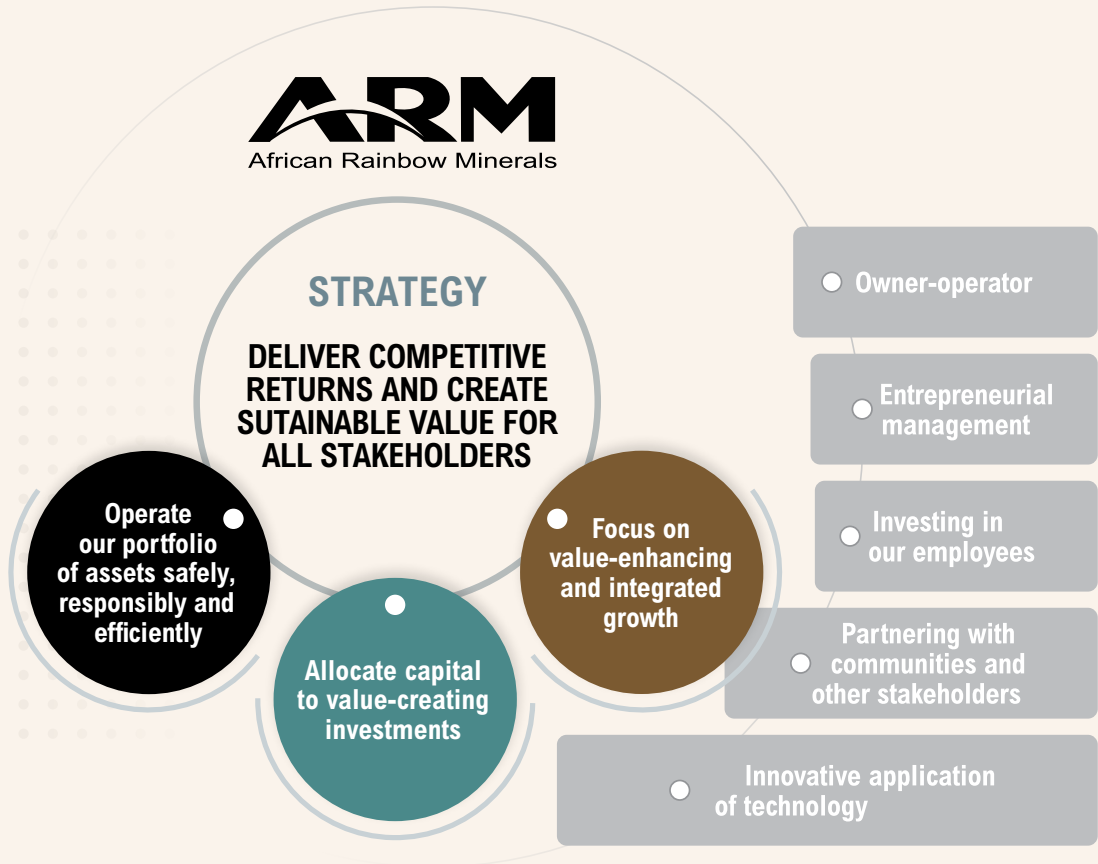 ARM
African Rainbow Minerals
STRATEGY
DELIVER COMPETITIVE
RETURNS AND CREATE
SUTAINABLE VALUE FOR
ALL STAKEHOLDERS
Operate
our portfolio
of assets safely,
responsibly and
efficiently
Allocate capital
to value-creating
investments
Focus on
value-enhancing
and integrated
growth
Owner-operator
Entrepreneurial
management
Investing in
our employees
Partnering with
communities and
other stakeholders
Innovative application
of technology